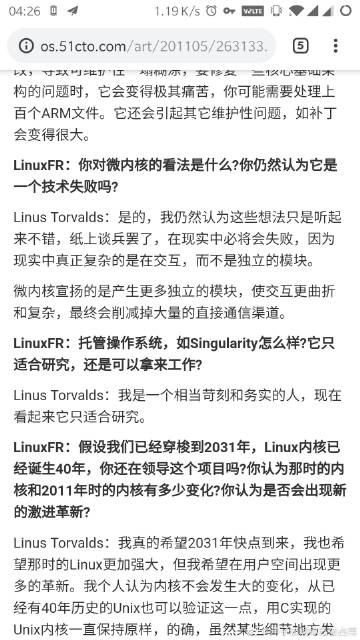 04:26
1.19 K/s
VoLTE
os.51cto.com/art/201105/263133.
5
构的问题时，它会变得极其痛苦，你可能需要处理上
百个ARM文件。它还会引起其它维护性问题，如补丁
会变得很大。
LinuxFR：你对微内核的看法是什么?你仍然认为它是
一个技术失败吗?
Linus Torvalds：是的，我仍然认为这些想法只是听起
来不错，纸上谈兵罢了，在现实中必将会失败，因为
现实中真正复杂的是在交互，而不是独立的模块。
微内核宣扬的是产生更多独立的模块，使交互更曲折
和复杂，最终会削减掉大量的直接通信渠道。
LinuxFR：托管操作系统，如Singularity怎么样?它只
适合研究，还是可以拿来工作?
Linus Torvalds：我是一个相当苛刻和务实的人，现在
看起来它只适合研究。
LinuxFR：假设我们已经穿梭到2031年，Linux内核已
经诞生40年，你还在领导这个项目吗?你认为那时的内
核和2011年时的内核有多少变化?你认为是否会出现新
的激进革新?
Linus Torvalds：我真的希望2031年快点到来，我也希
望那时的Linux更加强大，但我希望在用户空间出现更
多的革新。我个人认为内核不会发生大的变化，从已
经有40年历史的Unix也可以验证这一点，用C实现的
Unix内核一直保持原样，的确，虽然某些细节地方发